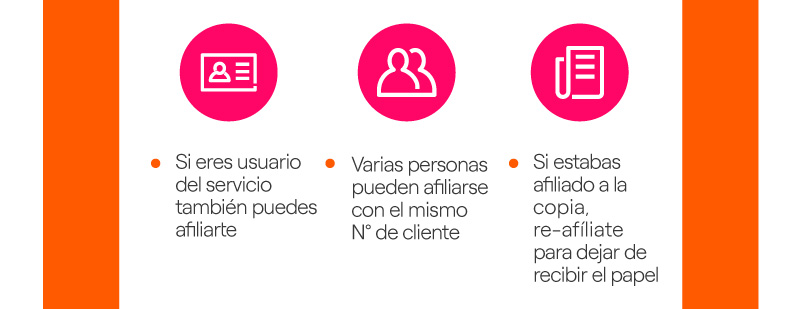 Si eres usuario
del servicio
también puedes
afiliarte
Varias personas
pueden afiliarse
con el mismo
N° de cliente
Si estabas
afiliado a la
copia,
re-afíliate
para dejar de
recibir el papel